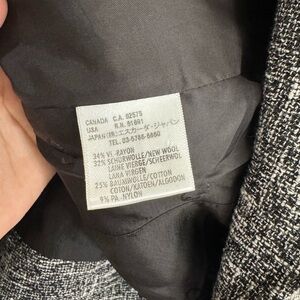 CANADA C.A. 02575
USA R.N. 81691
JAPAN(株)エスカーダ・ジャパン
TEL. 03-5786-6650
34% VI-RAYON
32% SCHURWOLLE/NEW WOOL
LAINE VIERGE/SCHEERWOL
LANA VIRGEN
25% BAUMWOLLE/COTTON
COTON/KATOEN/ALGODON
9% PA-NYLON